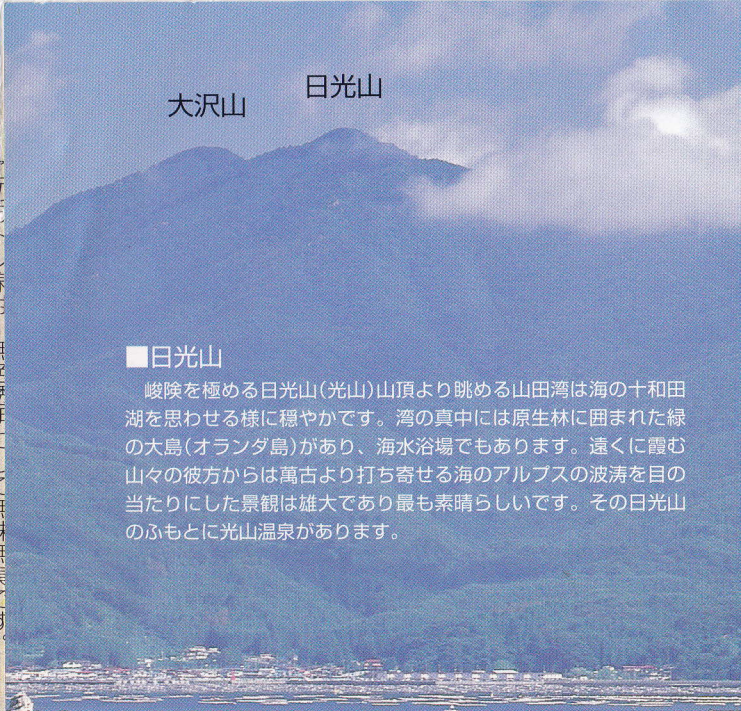 大沢山
日光山
■日光山
峻険を極める日光山(光山)山頂より眺める山田湾は海の十和田
湖を思わせる様に穏やかです。湾の真中には原生林に囲まれた緑
の大島(オランダ島)があり、海水浴場でもあります。遠くに霞む
山々の彼方からは萬古より打ち寄せる海のアルプスの波涛を目の
当たりにした景観は雄大であり最も素晴らしいです。その日光山
のふもとに光山温泉があります。